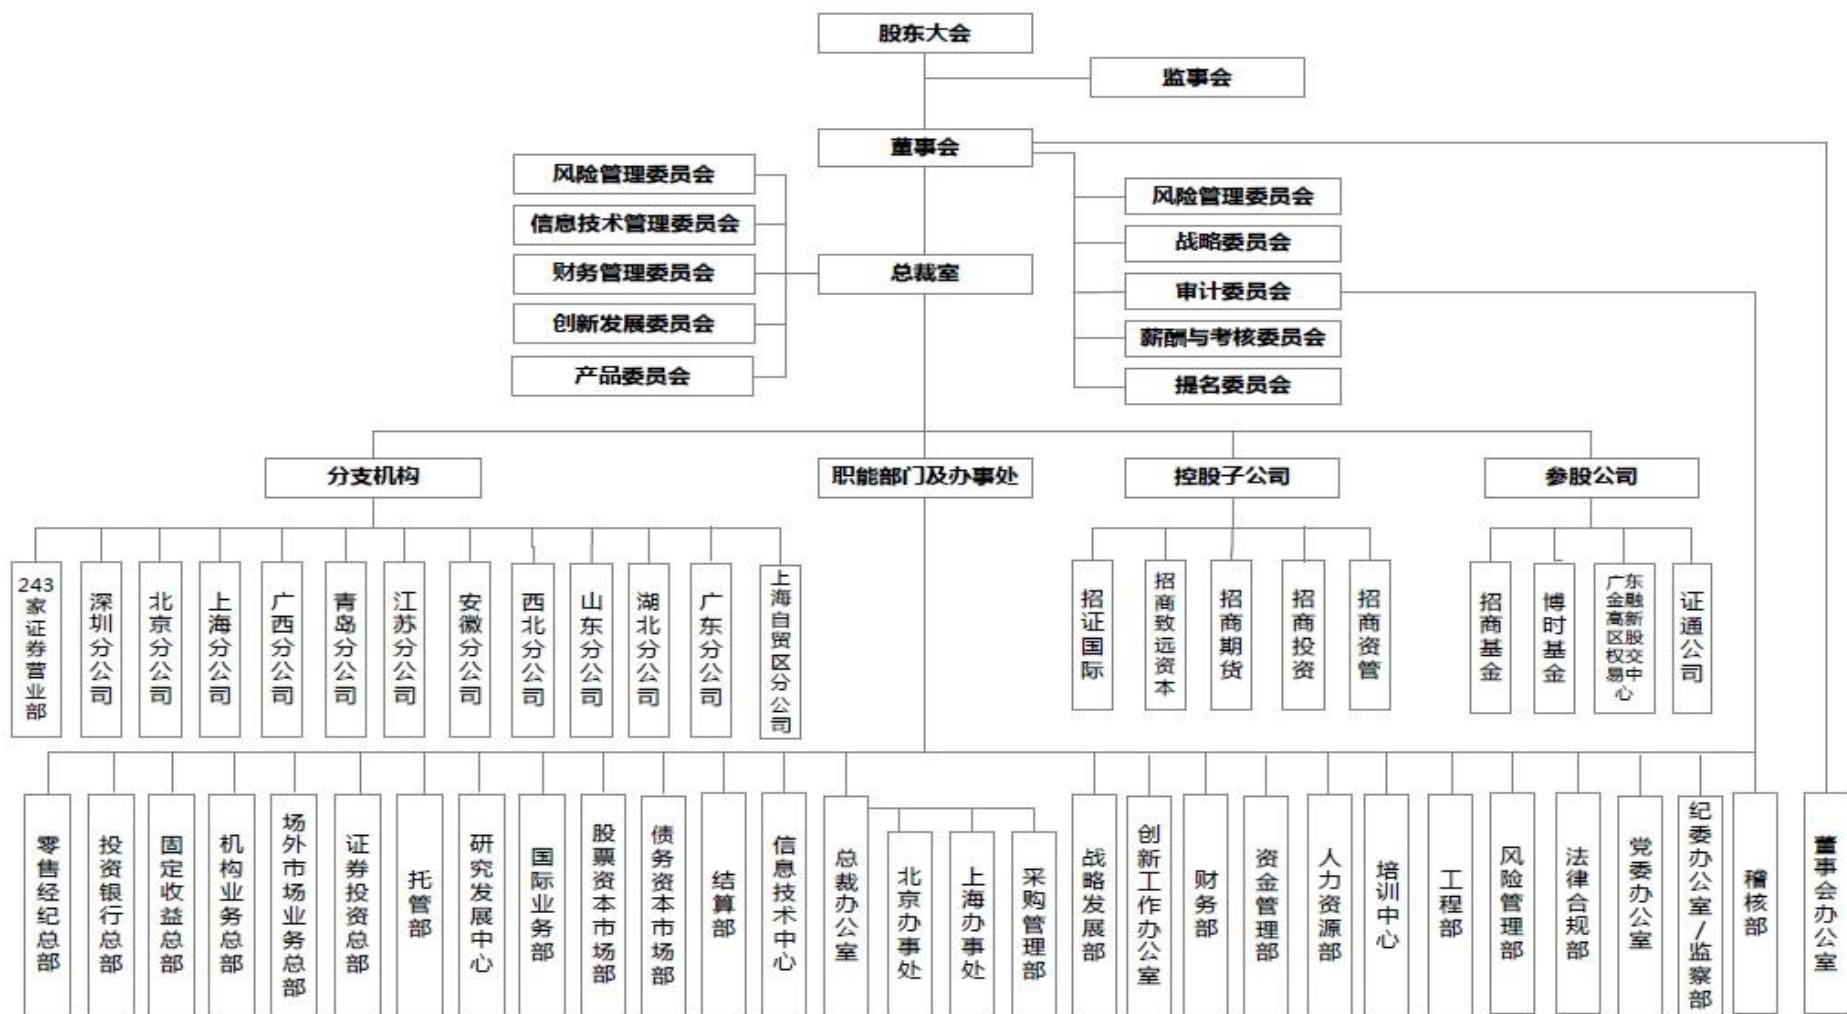 股东大会
监事会
董事会
风险管理委员会
信息技术管理委员会
财务管理委员会
创新发展委员会
产品委员会
总裁室
风险管理委员会
战略委员会
审计委员会
薪酬与考核委员会
提名委员会
分支机构
职能部门及办事处
控股子公司
参股公司
243家证券营业部
深圳分公司
北京分公司
上海分公司
广西分公司
青岛分公司
江苏分公司
安徽分公司
西北分公司
山东分公司
湖北分公司
广东分公司
上海自贸区分公司
招证国际
招商致远资本
招商期货
招商投资
招商资管
招商基金
博时基金
广东金融高新区股权交易中心
证通公司
零售经纪总部
投资银行总部
固定收益总部
机构业务总部
场外市场业务总部
证券投资总部
托管部
研究发展中心
国际业务部
股票资本市场部
债务资本市场部
结算部
信息技术中心
总裁办公室
北京办事处
上海办事处
采购管理部
战略发展部
创新工作办公室
财务部
资金管理部
人力资源部
培训中心
工程部
风险管理部
法律合规部
党委办公室
纪委办公室/监察部
稽核部
董事会办公室